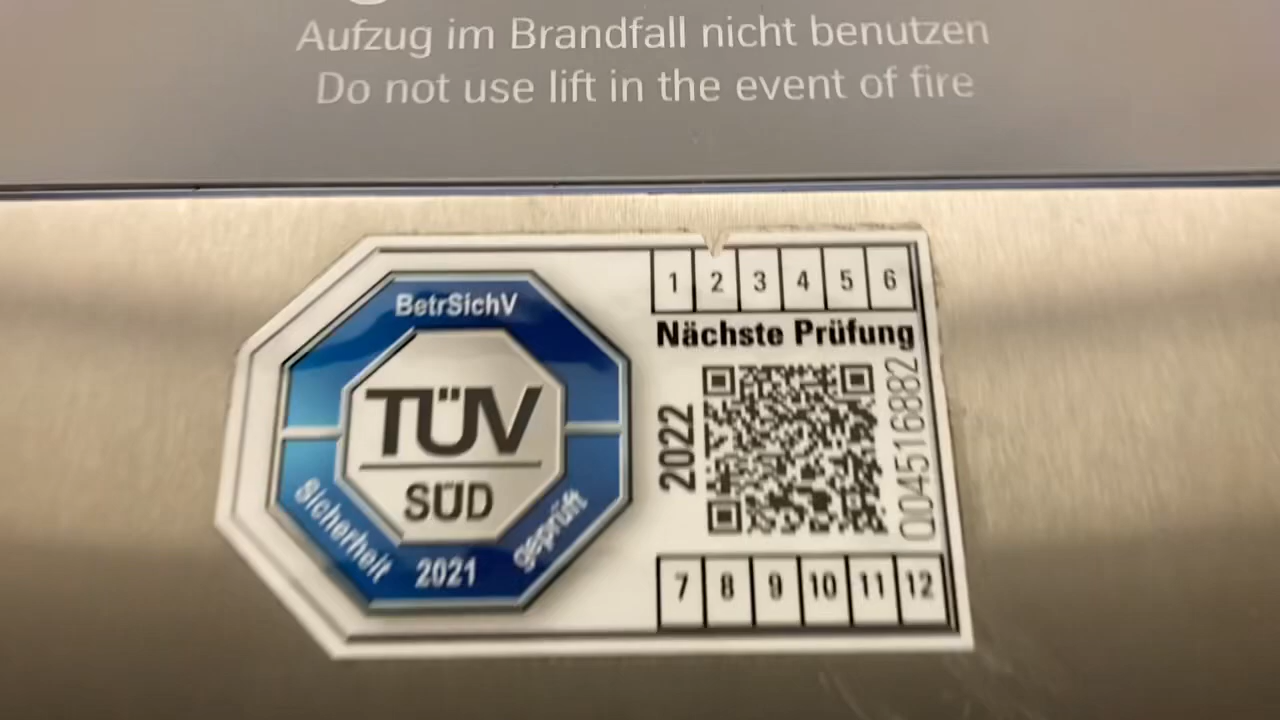 Aufzug im Brandfall nicht benutzen
Do not use lift in the event of fire
BetrSichV
TÜV
SÜD
Sicherheit
2021
geprüft
1 2 3 4 5 6
Nächste Prüfung
2022
004516882
7 8 9 10 11 12